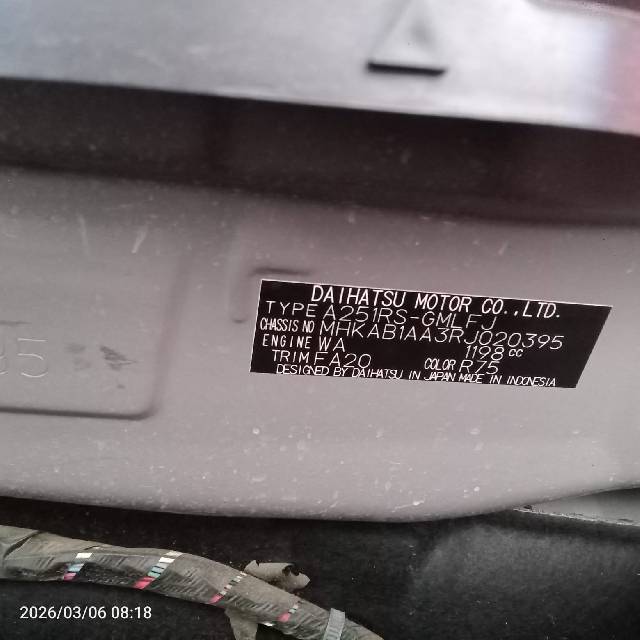 DAIHATSU MOTOR CO.,LTD.
TYPE A251RS-GMLFJ
CHASSIS NO MHKAB1AA3RJ020395
ENGINE WA 1198 cc
TRIM FA20 COLOR R75
DESIGNED BY DAIHATSU IN JAPAN MADE IN INDONESIA
95
2026/03/06 08:18